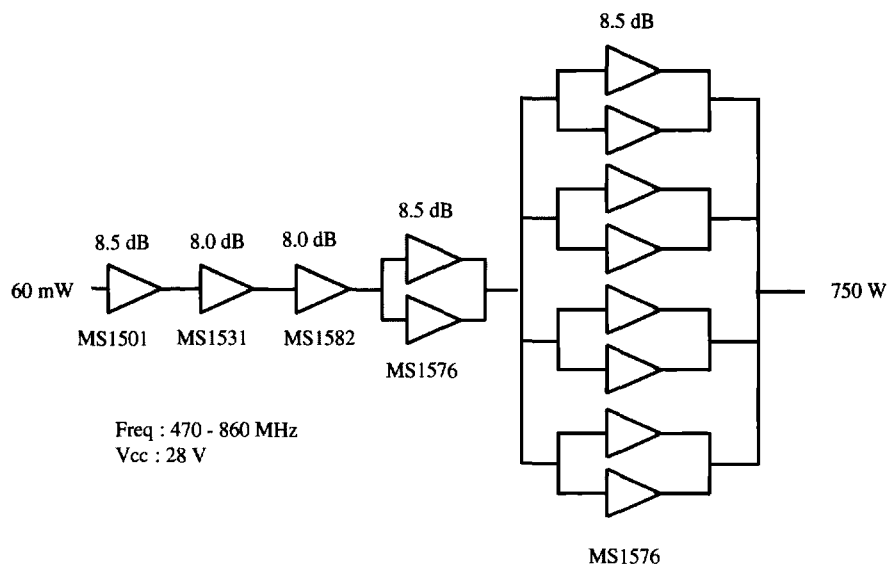 8.5 dB
8.5 dB
8.5 dB 8.0 dB 8.0 dB
60 mW 750 W
MS1501 MS1531 MS1582
MS1576
Freq : 470 - 860 MHz
Vcc : 28 V
MS1576